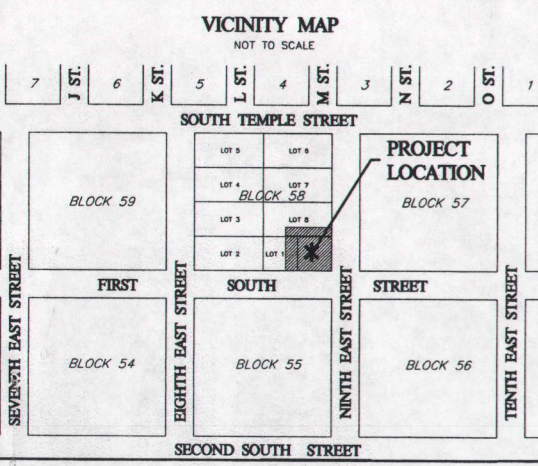 VICINITY MAP
NOT TO SCALE
7 J ST. 6 K ST. 5 L ST. 4 M ST. 3 N ST. 2 O ST. 1
SOUTH TEMPLE STREET
PROJECT
LOCATION
LOT 5 LOT 6
LOT 4 LOT 7
BLOCK 59 BLOCK 58 BLOCK 57
LOT 3 LOT 8
LOT 2 LOT 1
FIRST SOUTH STREET
SEVENTH EAST STREET
EIGHTH EAST STREET
NINTH EAST STREET
TENTH EAST STREET
BLOCK 54 BLOCK 55 BLOCK 56
SECOND SOUTH STREET